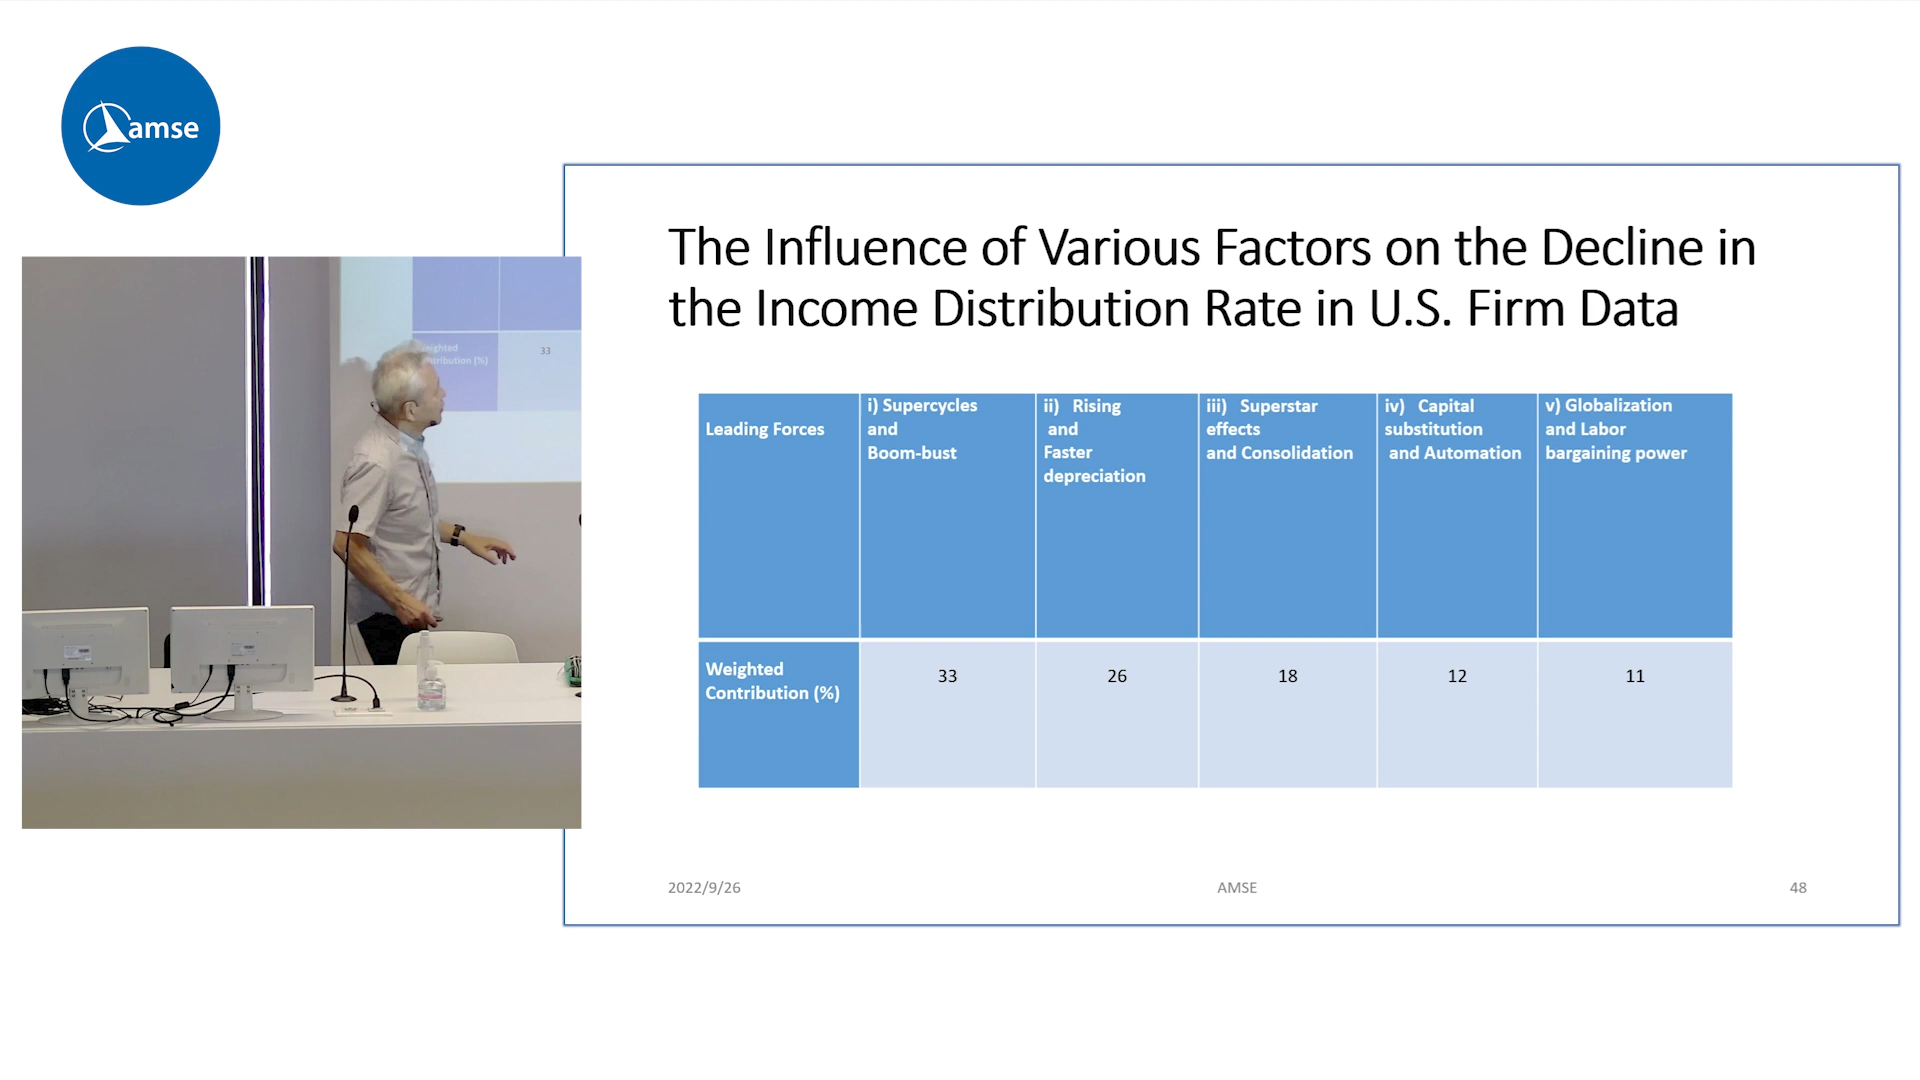 amse
The Influence of Various Factors on the Decline in
the Income Distribution Rate in U.S. Firm Data
Leading Forces
i) Supercycles
and
Boom-bust
ii) Rising
and
Faster
depreciation
iii) Superstar
effects
and Consolidation
iv) Capital
substitution
and Automation
v) Globalization
and Labor
bargaining power
Weighted
Contribution (%)
33
26
18
12
11
2022/9/26
AMSE
48
33